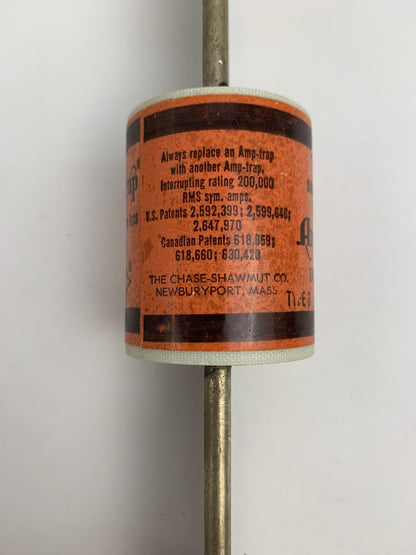 Always replace an Amp-trap
with another Amp-trap.
Interrupting rating 200,000
RMS sym. amps.
U.S. Patents 2,592,399; 2,599,646;
2,647,970
Canadian Patents 618,659;
618,660; 630,420
THE CHASE-SHAWMUT CO.
NEWBURYPORT, MASS